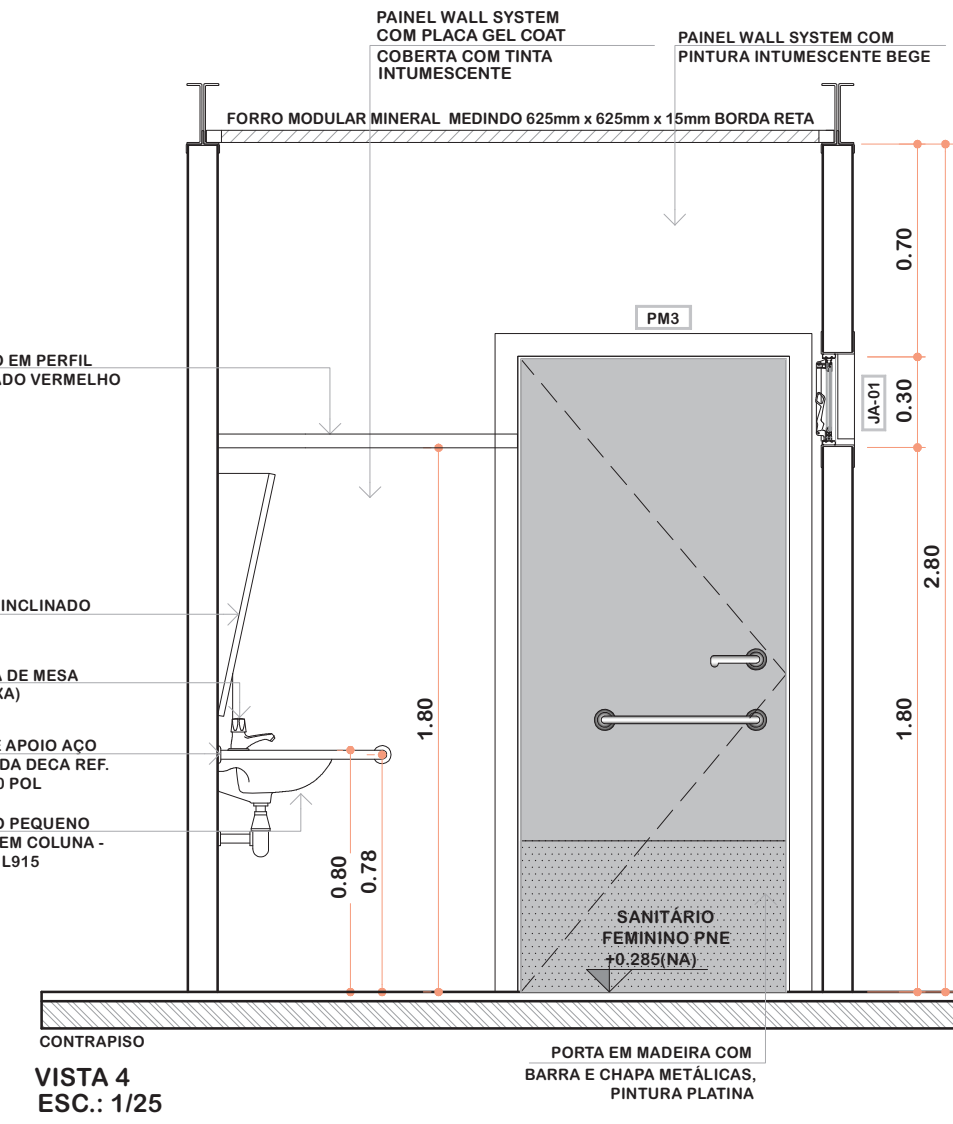 PAINEL WALL SYSTEM
COM PLACA GEL COAT
COBERTA COM TINTA
INTUMESCENTE
PAINEL WALL SYSTEM COM
PINTURA INTUMESCENTE BEGE
FORRO MODULAR MINERAL MEDINDO 625mm x 625mm x 15mm BORDA RETA
0.70
PM3
EM PERFIL
ADO VERMELHO
JA-01
0.30
2.80
INCLINADO
DE MESA
XA)
1.80
1.80
APOIO AÇO
DA DECA REF.
POL
PEQUENO
EM COLUNA -
L915
0.80
0.78
SANITÁRIO
FEMININO PNE
+0.285(NA)
CONTRAPISO
PORTA EM MADEIRA COM
BARRA E CHAPA METÁLICAS,
PINTURA PLATINA
VISTA 4
ESC.: 1/25